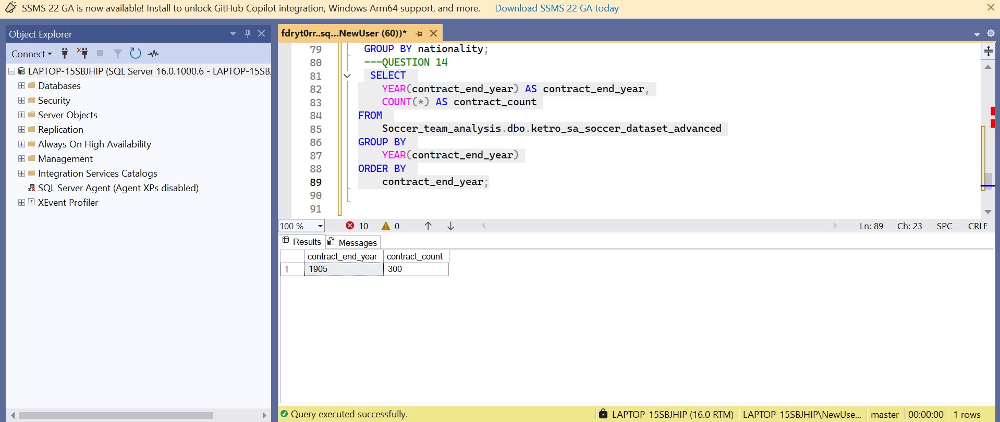 SSMS 22 GA is now available! Install to unlock GitHub Copilot integration, Windows Arm64 support, and more. Download SSMS 22 GA today
Object Explorer
Connect
LAPTOP-15SBJHIP (SQL Server 16.0.1000.6 - LAPTOP-15SB
Databases
Security
Server Objects
Replication
Always On High Availability
Management
Integration Services Catalogs
SQL Server Agent (Agent XPs disabled)
XEvent Profiler
fdryt0rr..sq...NewUser (60))*
79 GROUP BY nationality;
80 ---QUESTION 14
81 SELECT
82 YEAR(contract_end_year) AS contract_end_year,
83 COUNT(*) AS contract_count
84 FROM
85 Soccer_team_analysis.dbo.ketro_sa_soccer_dataset_advanced
86 GROUP BY
87 YEAR(contract_end_year)
88 ORDER BY
89 contract_end_year;
90
91
100 % 10 0 Ln: 89 Ch: 23 SPC CRLF
Results Messages
contract_end_year contract_count
1 1905 300
Query executed successfully. LAPTOP-15SBJHIP (16.0 RTM) LAPTOP-15SBJHIP\NewUse... master 00:00:00 1 rows